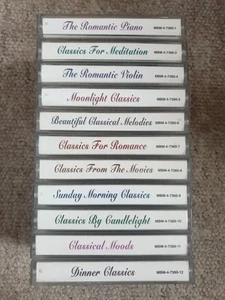 The Romantic Piano
Classics For Meditation
The Romantic Violin
Moonlight Classics
Beautiful Classical Melodies
Classics For Romance
Classics From The Movies
Sunday Morning Classics
Classics By Candlelight
Classical Moods
Dinner Classics